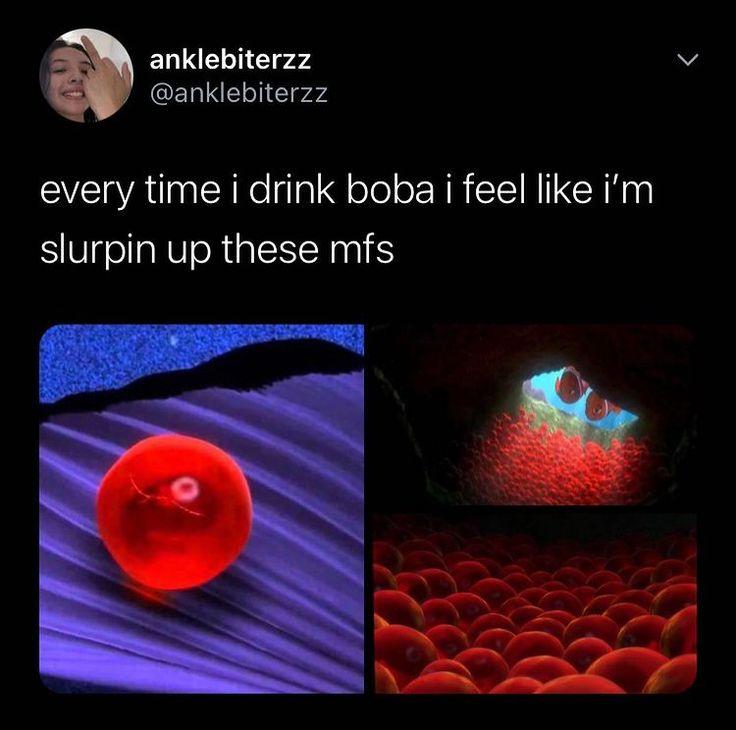 anklebiterzz
@anklebiterzz
every time i drink boba i feel like i'm
slurpin up these mfs